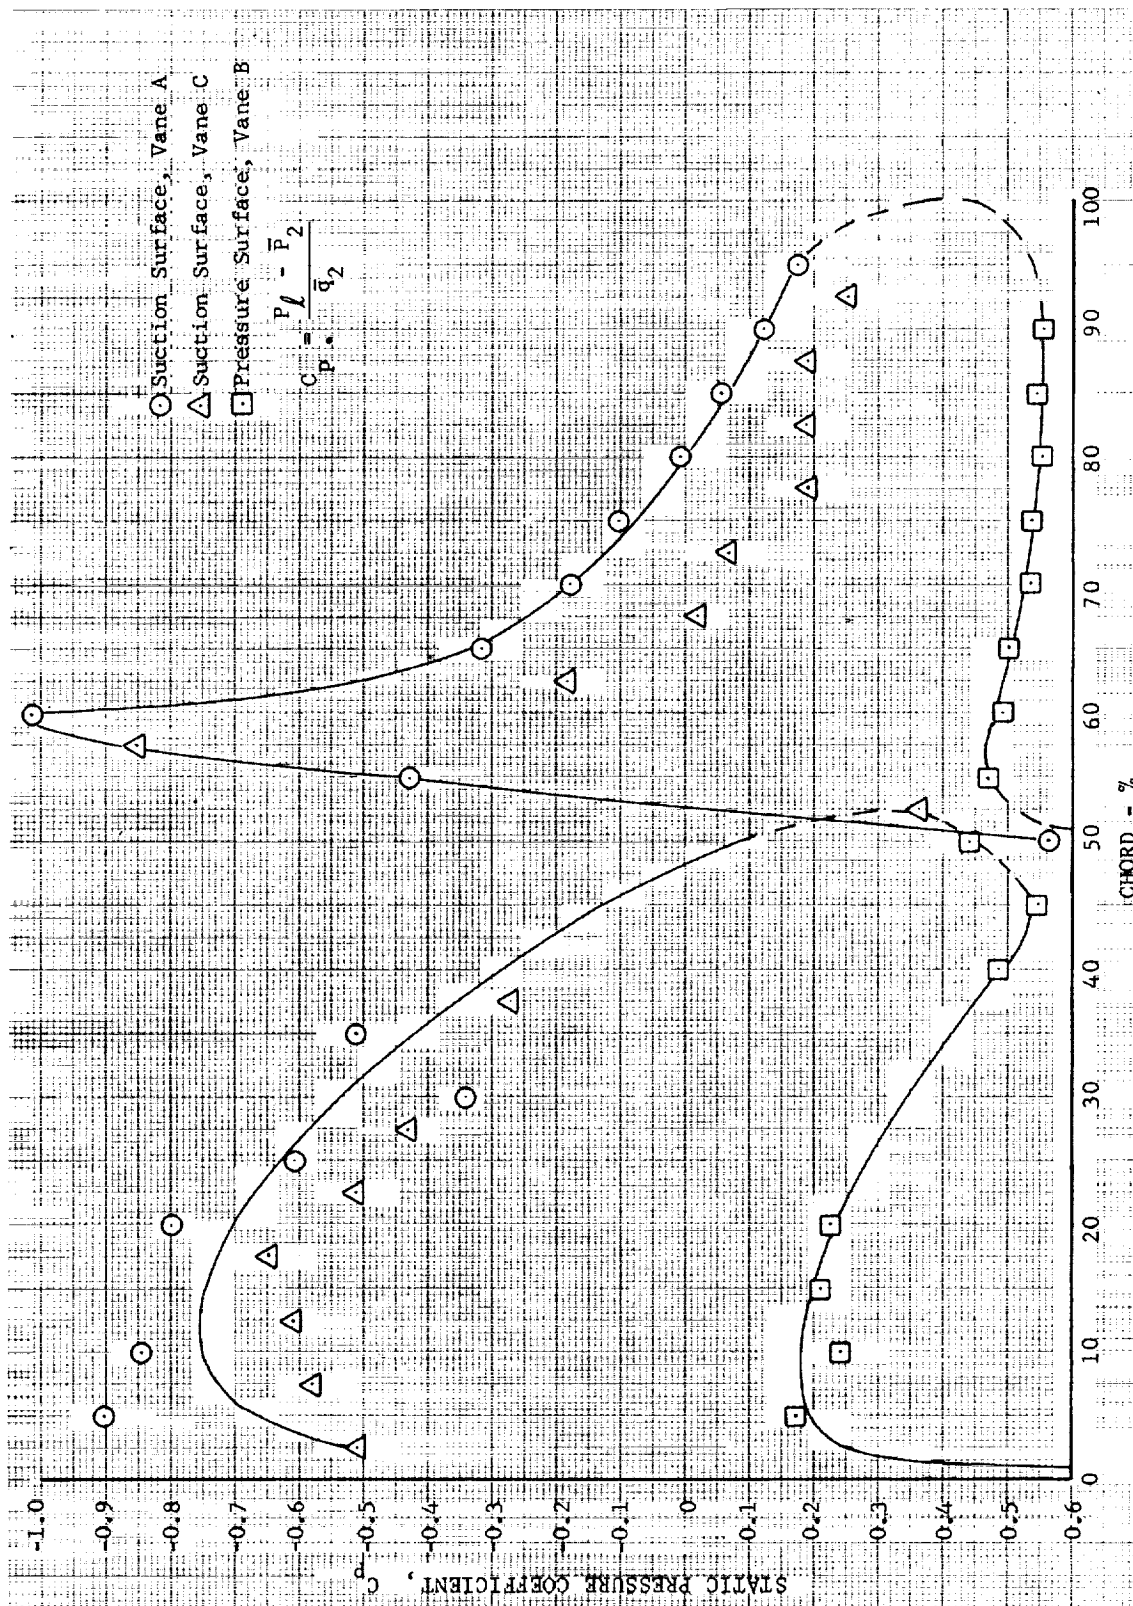 Suction Surface, Vane A
Suction Surface, Vane C
Pressure Surface, Vane B
C_p = (P_ℓ - P̄_2) / q̄_2
STATIC PRESSURE COEFFICIENT, C_p
-1.0
-0.9
-0.8
-0.7
-0.6
-0.5
-0.4
-0.3
-0.2
-0.1
0
0.2
0.3
0.4
0.5
0.6
0 10 20 30 40 50 60 70 80 90 100
CHORD - %